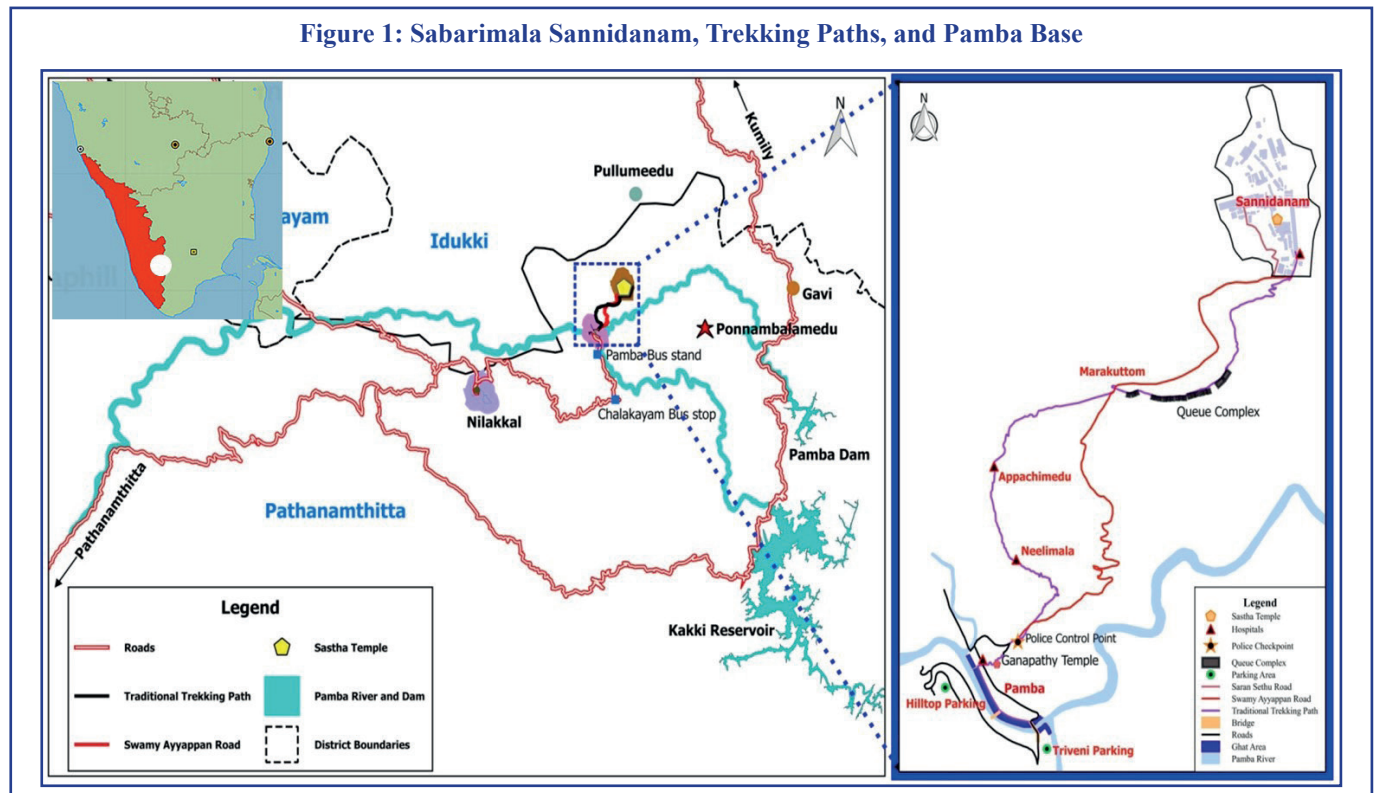 Figure 1: Sabarimala Sannidanam, Trekking Paths, and Pamba Base
N
Kumily
Pullumeedu
ayam
Idukki
aphill
Gavi
Ponnambalamedu
Pamba Bus stand
Nilakkal
Chalakayam Bus stop
Pamba Dam
Pathanamthitta
Pathanamthitta
Kakki Reservoir
Legend
Roads
Sastha Temple
Traditional Trekking Path
Pamba River and Dam
Swamy Ayyappan Road
District Boundaries
N
Sannidanam
Marakuttom
Queue Complex
Appachimedu
Neelimala
Police Control Point
Ganapathy Temple
Pamba
Hilltop Parking
Triveni Parking
Legend
Sastha Temple
Hospitals
Police Checkpoint
Queue Complex
Parking Area
Saran Sethu Road
Swamy Ayyappan Road
Traditional Trekking Path
Bridge
Roads
Ghat Area
Pamba River